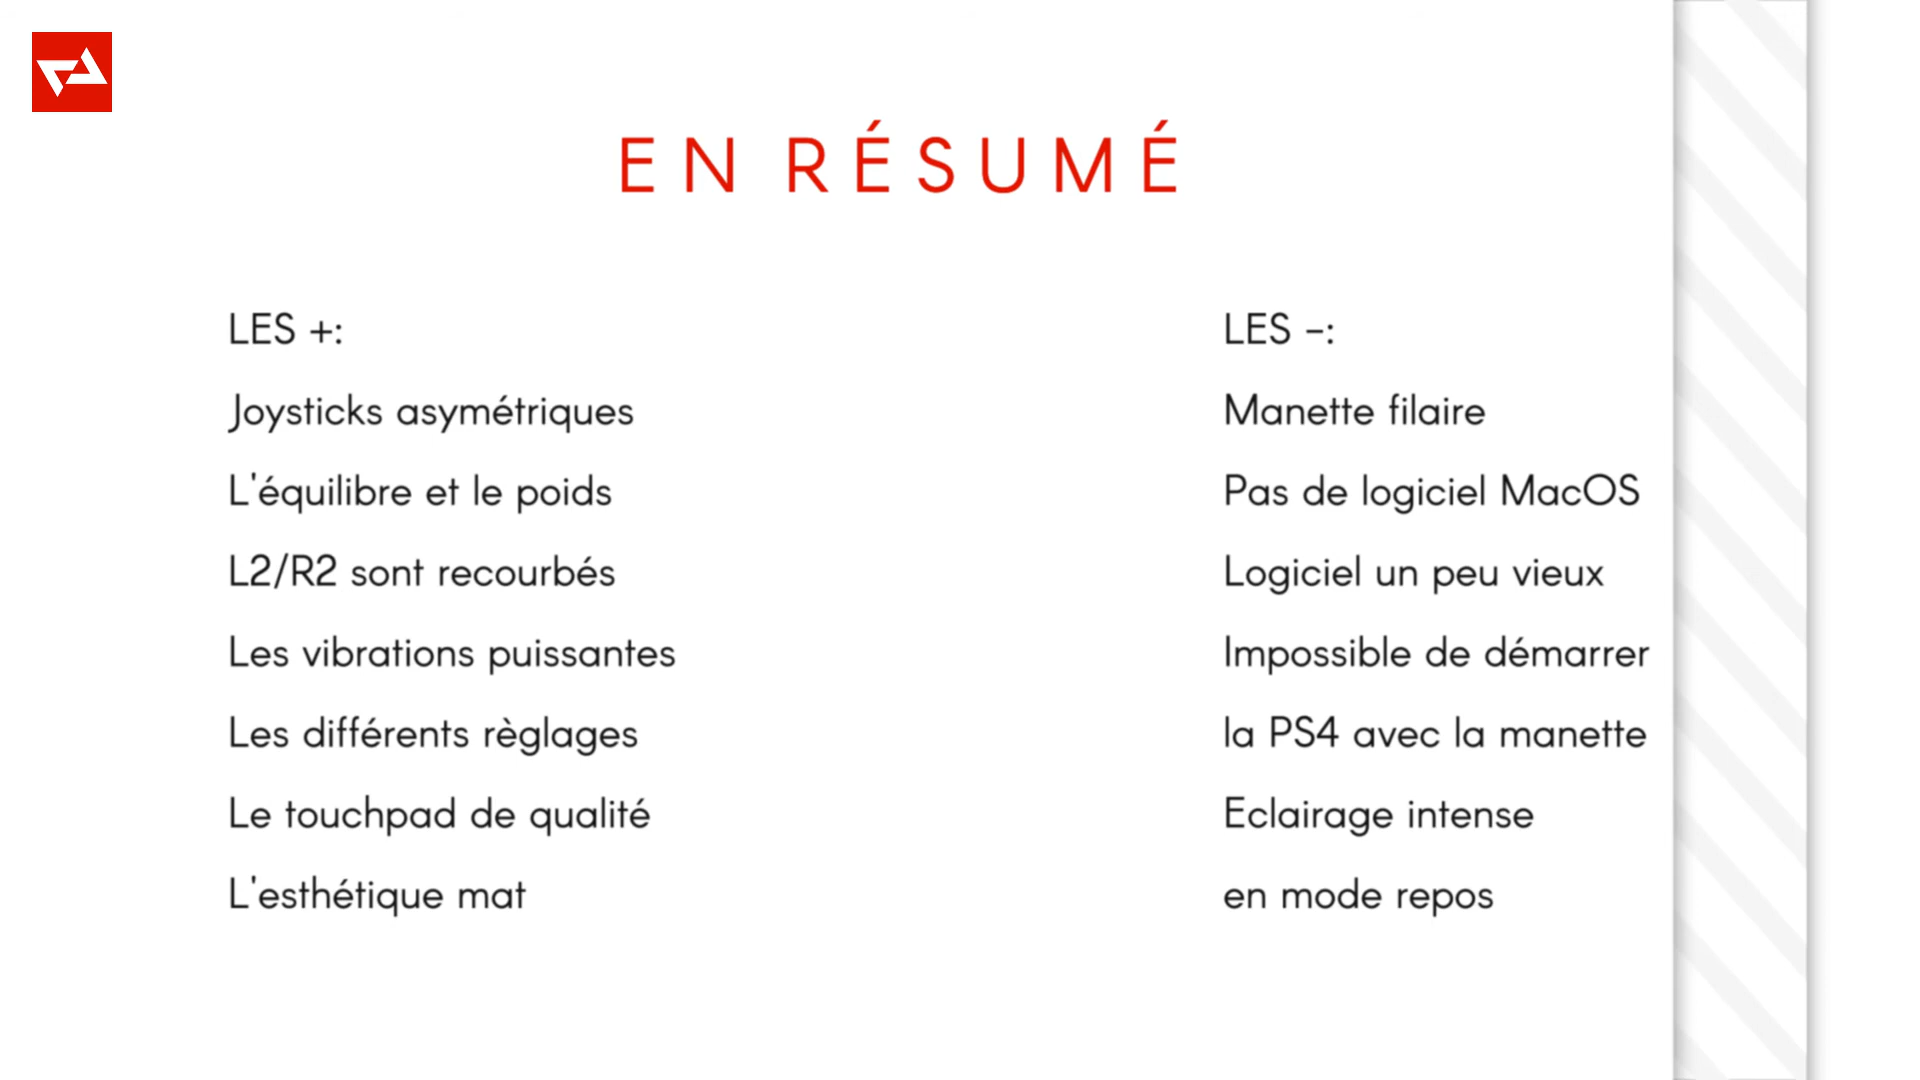 EN RÉSUMÉ
LES +:
Joysticks asymétriques
L'équilibre et le poids
L2/R2 sont recourbés
Les vibrations puissantes
Les différents règlages
Le touchpad de qualité
L'esthétique mat
LES -:
Manette filaire
Pas de logiciel MacOS
Logiciel un peu vieux
Impossible de démarrer
la PS4 avec la manette
Eclairage intense
en mode repos